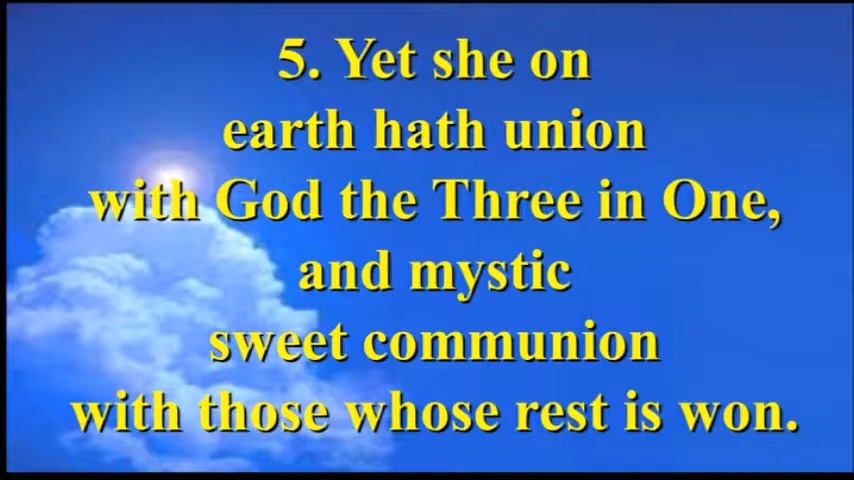 5. Yet she on
earth hath union
with God the Three in One,
and mystic
sweet communion
with those whose rest is won.